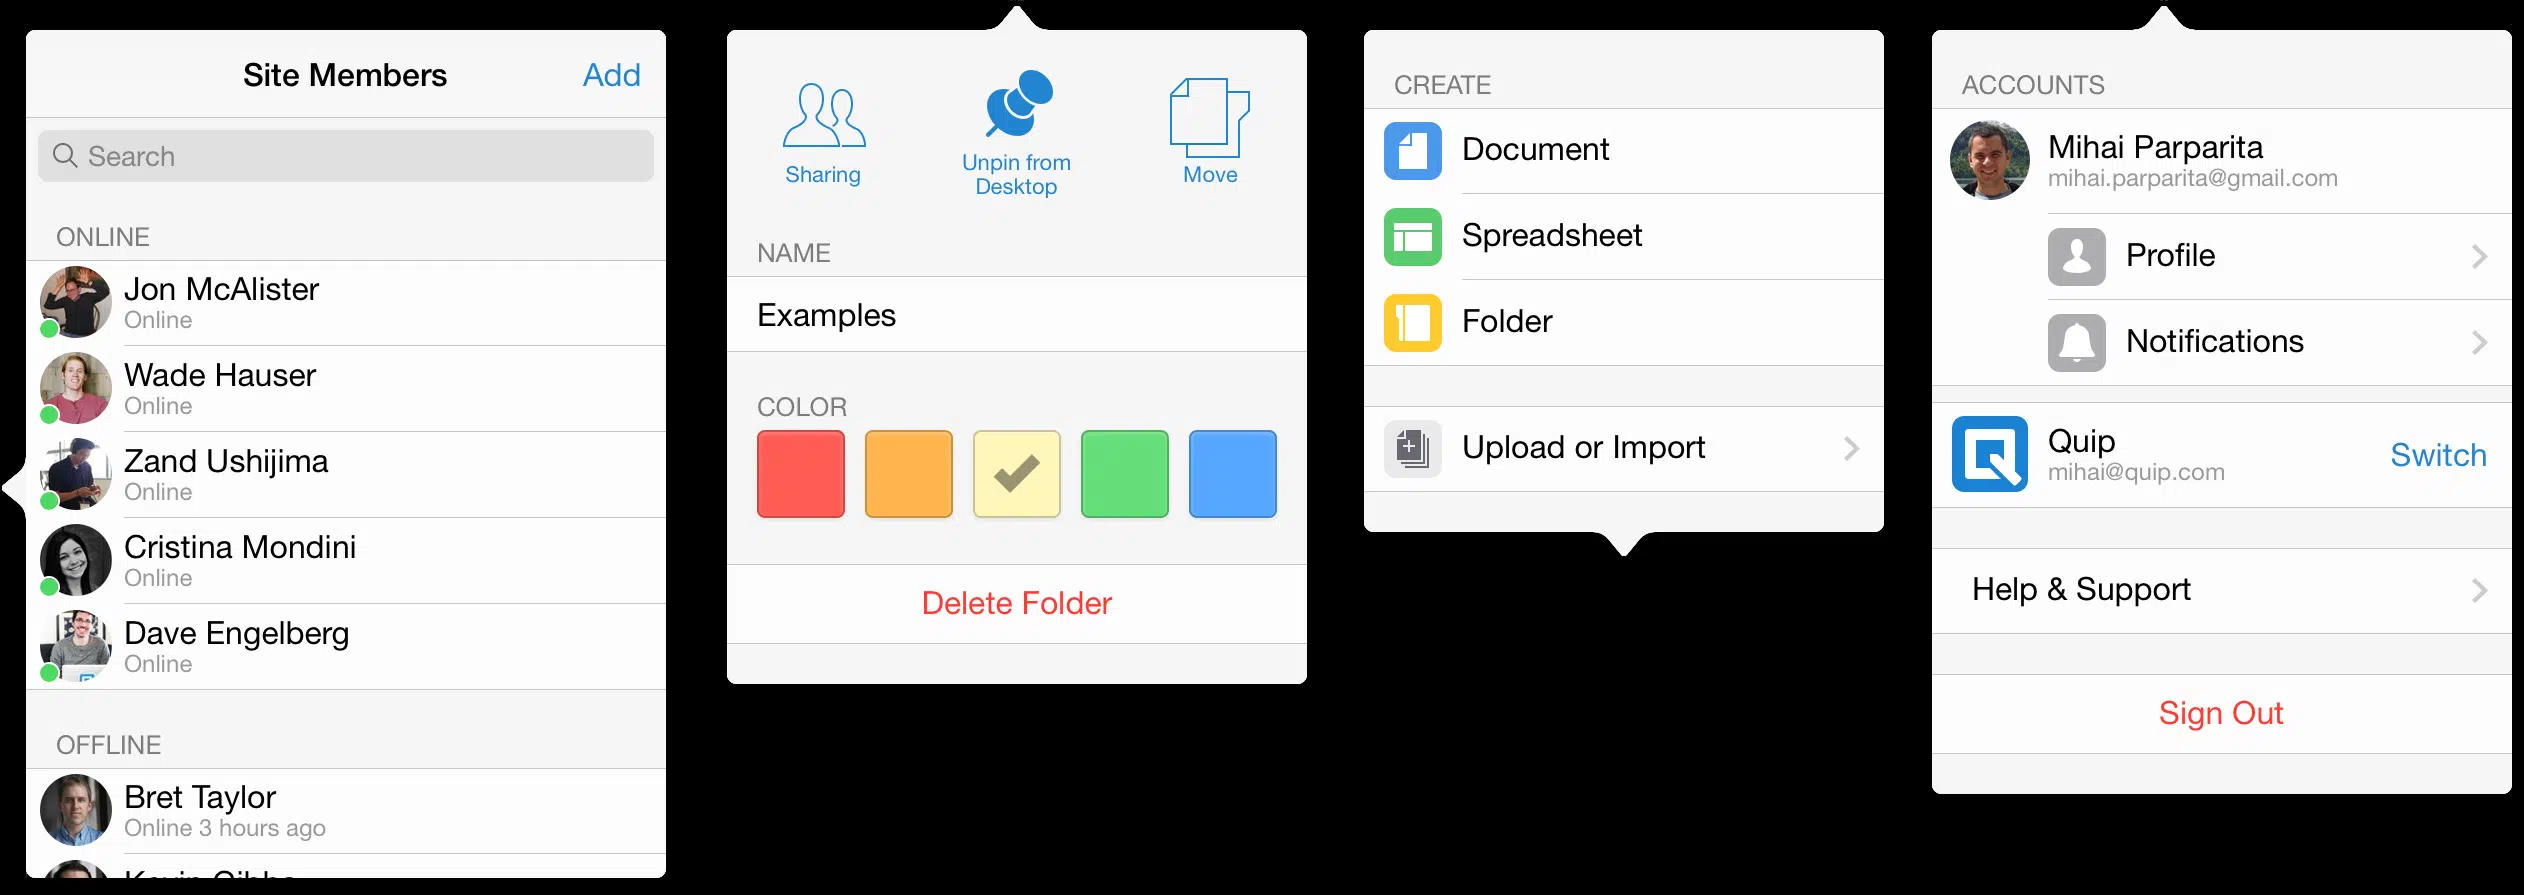 Site Members
Add
Search
ONLINE
Jon McAlister
Online
Wade Hauser
Online
Zand Ushijima
Online
Cristina Mondini
Online
Dave Engelberg
Online
OFFLINE
Bret Taylor
Online 3 hours ago
Sharing
Unpin from
Desktop
Move
NAME
Examples
COLOR
Delete Folder
CREATE
Document
Spreadsheet
Folder
Upload or Import
ACCOUNTS
Mihai Parparita
mihai.parparita@gmail.com
Profile
Notifications
Quip
mihai@quip.com
Switch
Help & Support
Sign Out